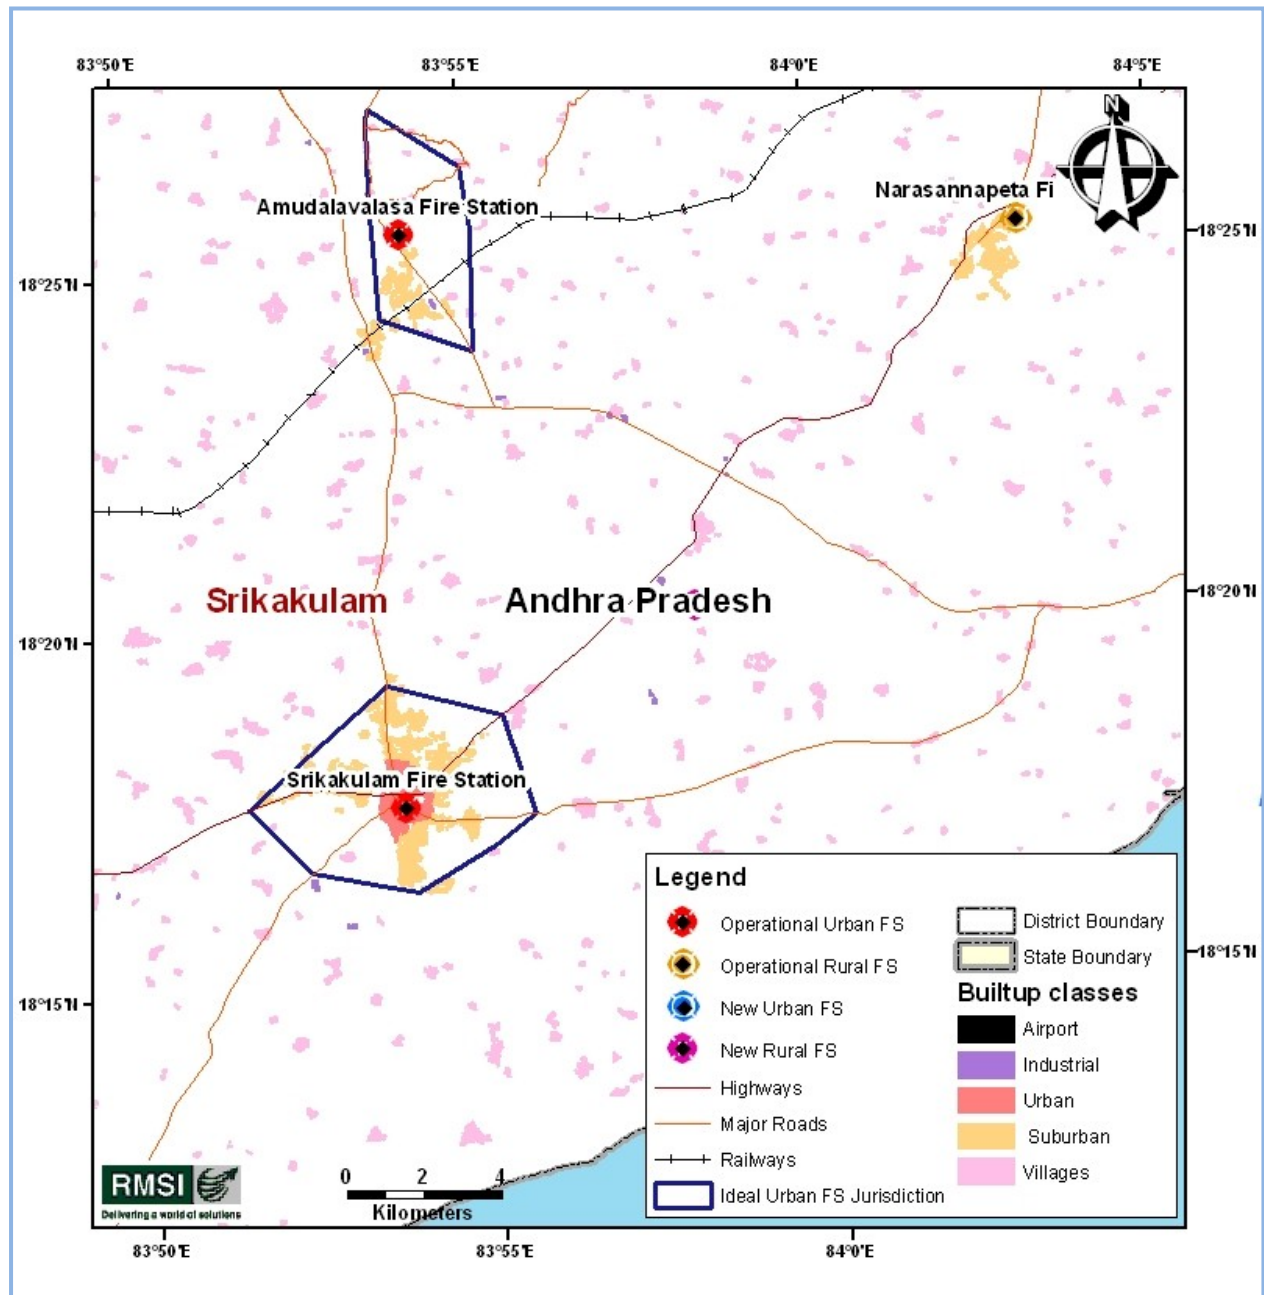 83°50'E 83°55'E 84°0'E 84°5'E
N
Narasannapeta Fi
Amudalavalasa Fire Station
18°25'N
18°25'N
Srikakulam Andhra Pradesh
18°20'N
18°20'N
Srikakulam Fire Station
Legend
Operational Urban FS
Operational Rural FS
New Urban FS
New Rural FS
Highways
Major Roads
Railways
Ideal Urban FS Jurisdiction
District Boundary
State Boundary
Builtup classes
Airport
Industrial
Urban
Suburban
Villages
18°15'N
18°15'N
RMSI
Delivering a world of solutions
0 2 4
Kilometers
83°50'E 83°55'E 84°0'E